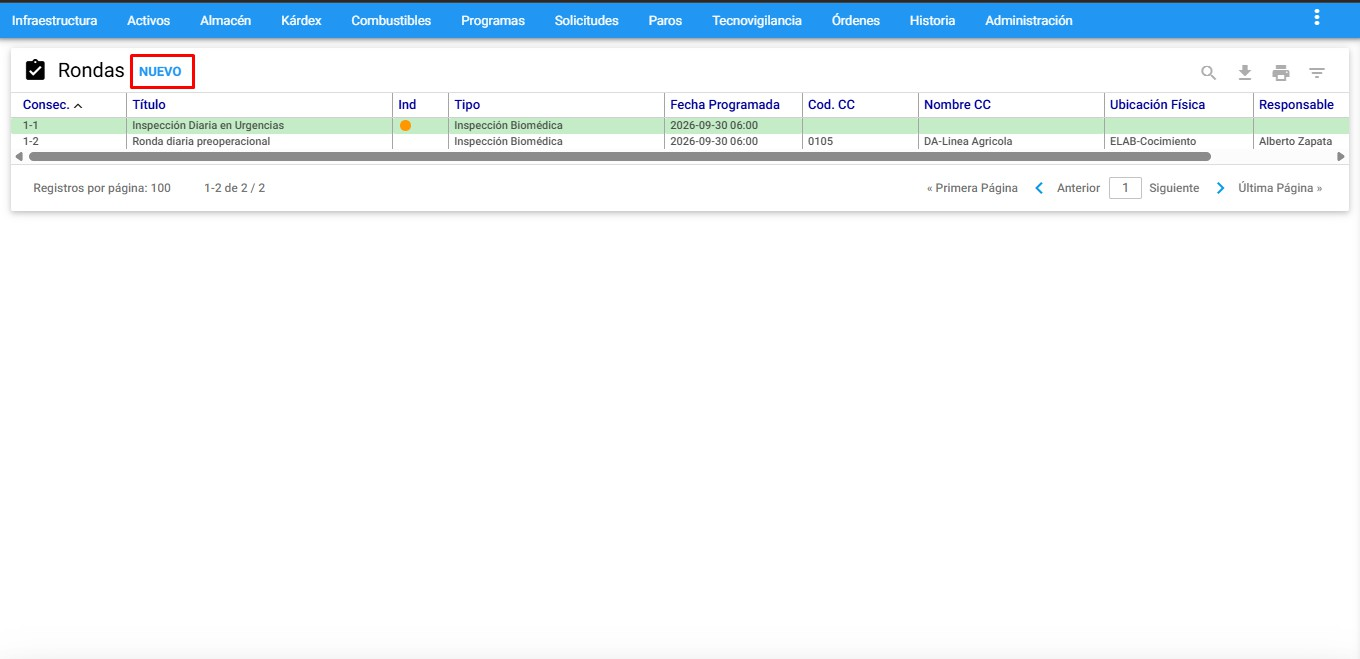 Infraestructura Activos Almacén Kárdex Combustibles Programas Solicitudes Paros Tecnovigilancia Órdenes Historia Administración
Rondas NUEVO
Consec. Título Ind Tipo Fecha Programada Cod. CC Nombre CC Ubicación Física Responsable
1-1 Inspección Diaria en Urgencias Inspección Biomédica 2026-09-30 06:00
1-2 Ronda diaria preoperacional Inspección Biomédica 2026-09-30 06:00 0105 DA-Linea Agricola ELAB-Cocimiento Alberto Zapata
Registros por página: 100 1-2 de 2 / 2 « Primera Página Anterior 1 Siguiente Última Página »